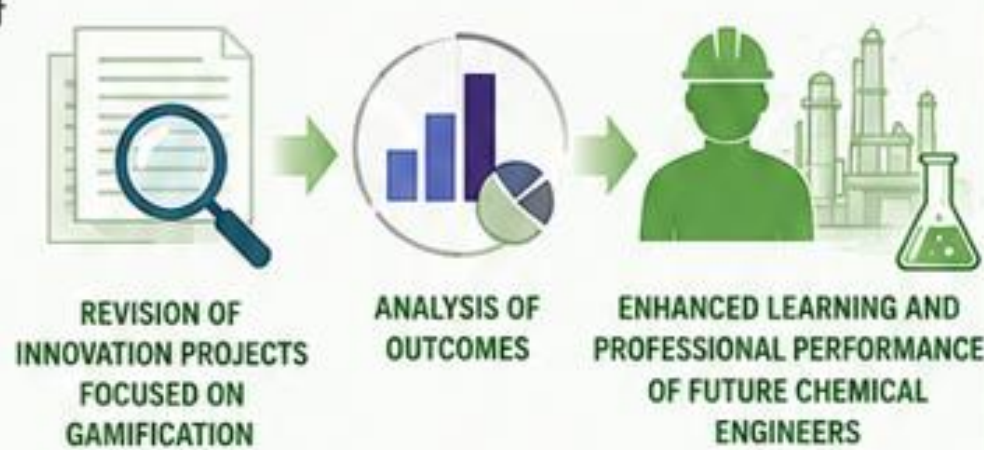 REVISION OF
INNOVATION PROJECTS
FOCUSED ON
GAMIFICATION
ANALYSIS OF
OUTCOMES
ENHANCED LEARNING AND
PROFESSIONAL PERFORMANCE
OF FUTURE CHEMICAL
ENGINEERS